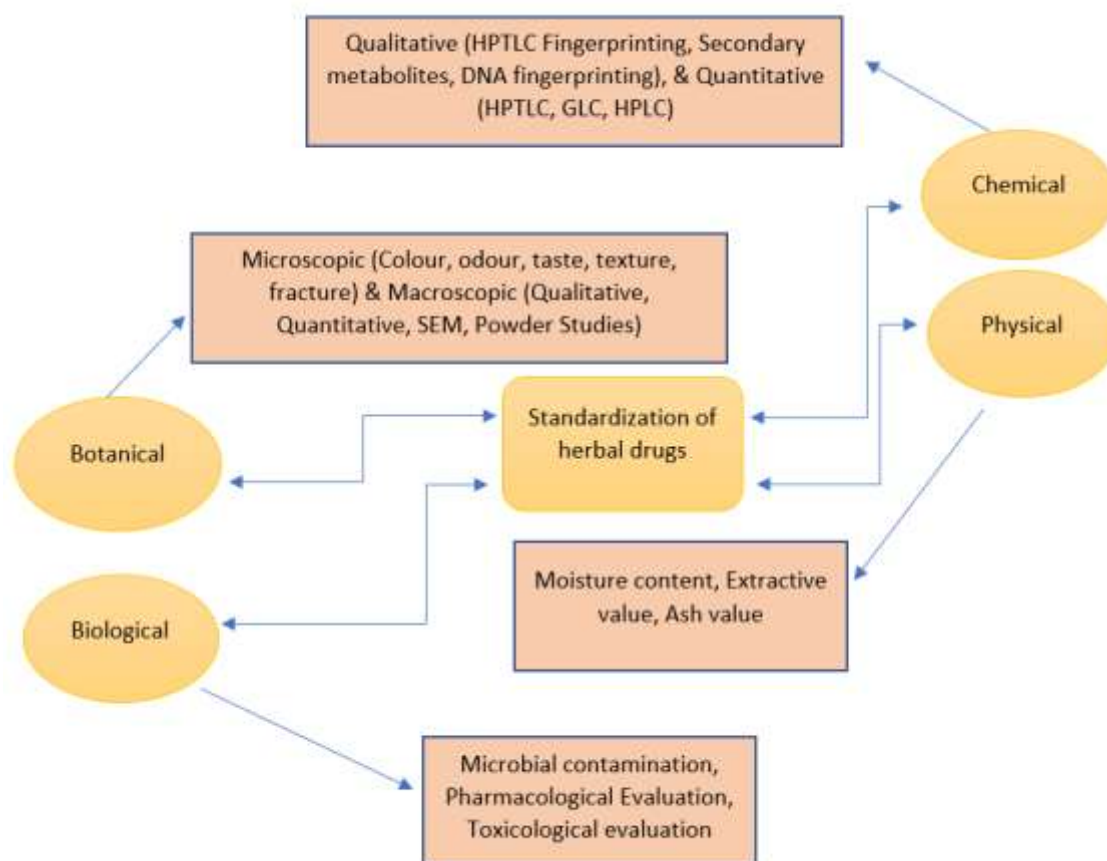 Qualitative (HPTLC Fingerprinting, Secondary
metabolites, DNA fingerprinting), & Quantitative
(HPTLC, GLC, HPLC)
Chemical
Microscopic (Colour, odour, taste, texture,
fracture) & Macroscopic (Qualitative,
Quantitative, SEM, Powder Studies)
Physical
Standardization of
herbal drugs
Botanical
Moisture content, Extractive
value, Ash value
Biological
Microbial contamination,
Pharmacological Evaluation,
Toxicological evaluation